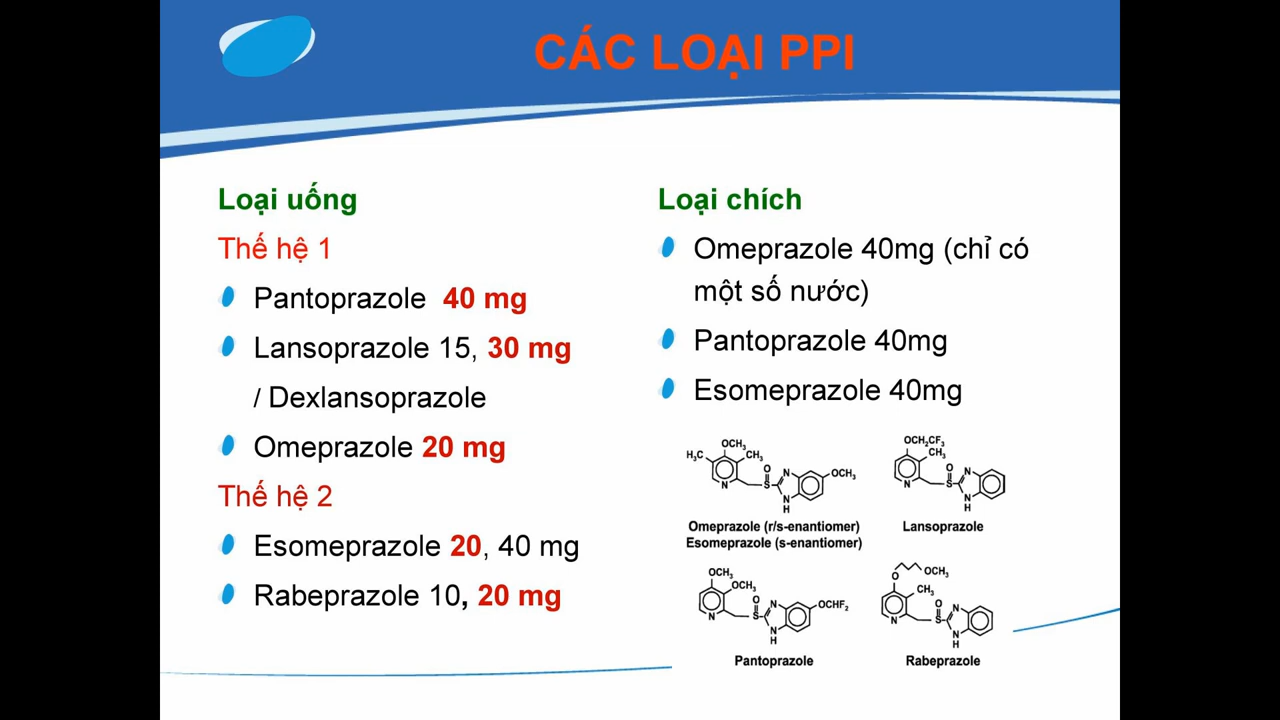 CÁC LOẠI PPI
Loại uống
Thế hệ 1
Pantoprazole 40 mg
Lansoprazole 15, 30 mg
/ Dexlansoprazole
Omeprazole 20 mg
Thế hệ 2
Esomeprazole 20, 40 mg
Rabeprazole 10, 20 mg
Loại chích
Omeprazole 40mg (chỉ có
một số nước)
Pantoprazole 40mg
Esomeprazole 40mg
OCH₃
H₃C CH₃
O
N S N OCH₃
N
H
Omeprazole (r/s-enantiomer)
Esomeprazole (s-enantiomer)
OCH₂CF₃
CH₃
O
N S N
N
H
Lansoprazole
OCH₃
OCH₃
O
N S N OCHF₂
N
H
Pantoprazole
O OCH₃
CH₃
O
N S N
N
H
Rabeprazole